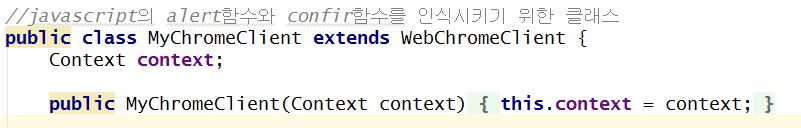 //javascript의 alert함수와 confir함수를 인식시키기 위한 클래스
public class MyChromeClient extends WebChromeClient {
Context context;
public MyChromeClient(Context context) { this.context = context; }